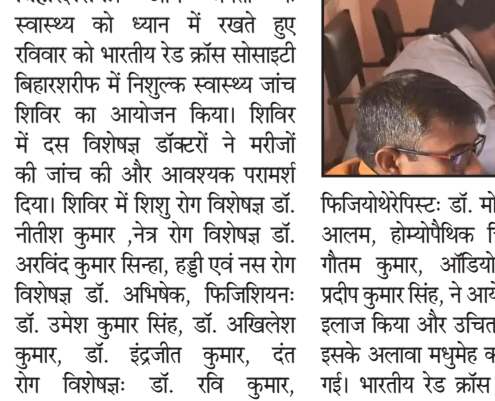 स्वास्थ्य को ध्यान में रखते हुए
रविवार को भारतीय रेड क्रॉस सोसाइटी
बिहारशरीफ में निशुल्क स्वास्थ्य जांच
शिविर का आयोजन किया। शिविर
में दस विशेषज्ञ डॉक्टरों ने मरीजों
की जांच की और आवश्यक परामर्श
दिया। शिविर में शिशु रोग विशेषज्ञ डॉ.
नीतीश कुमार ,नेत्र रोग विशेषज्ञ डॉ.
अरविंद कुमार सिन्हा, हड्डी एवं नस रोग
विशेषज्ञ डॉ. अभिषेक, फिजिशियनः
डॉ. उमेश कुमार सिंह, डॉ. अखिलेश
कुमार, डॉ. इंद्रजीत कुमार, दंत
रोग विशेषज्ञः डॉ. रवि कुमार,
फिजियोथेरेपिस्टः डॉ. मो
आलम, होम्योपैथिक
गौतम कुमार, ऑडियो
प्रदीप कुमार सिंह, ने आये
इलाज किया और उचित
इसके अलावा मधुमेह क
गई। भारतीय रेड क्रॉस